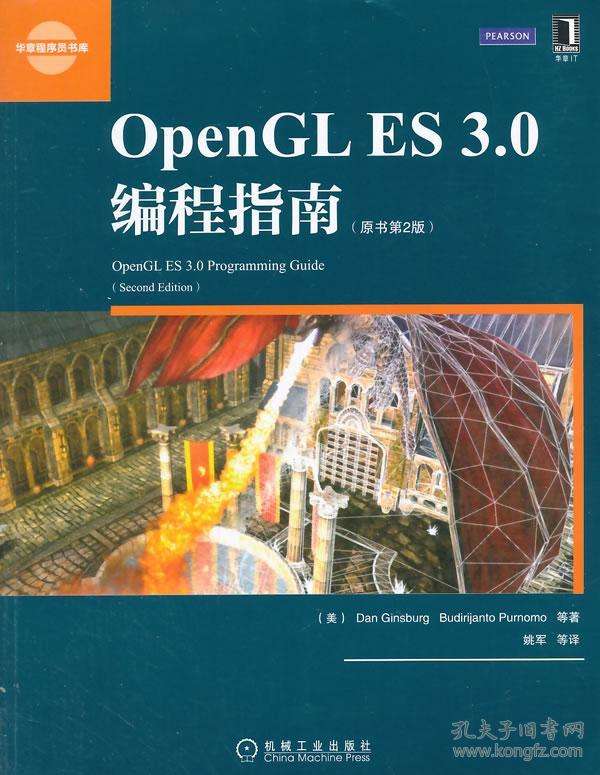 华章程序员书库
PEARSON
HZ Books
华章IT
OpenGL ES 3.0
编程指南（原书第2版）
OpenGL ES 3.0 Programming Guide
（Second Edition）
（美） Dan Ginsburg Budirijanto Purnomo 等著
姚军 等译
机械工业出版社
China Machine Press
孔夫子旧书网
www.kongfz.com